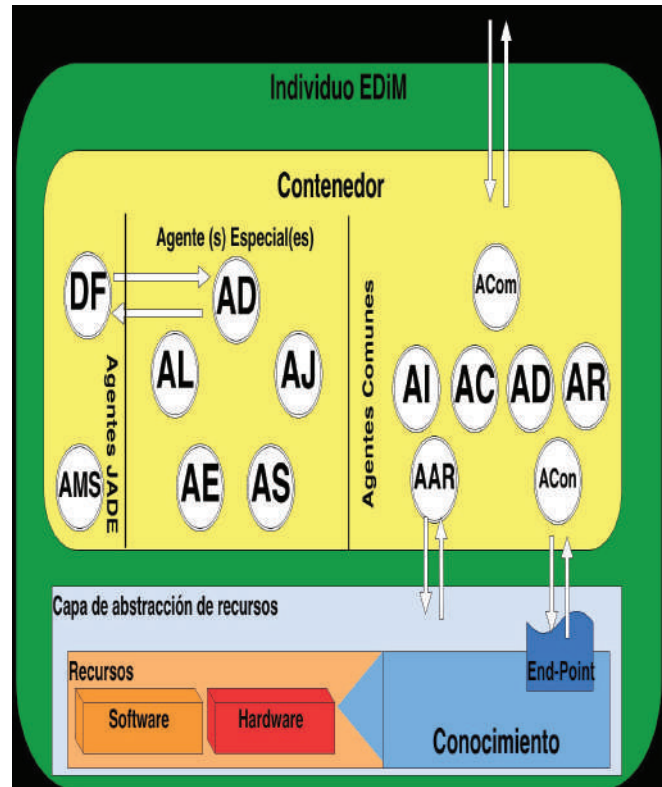 Individuo EDiM
Contenedor
Agente (s) Especial(es)
DF
AD
ACom
AL
AJ
AI
AC
AD
AR
Agentes JADE
Agentes Comunes
AMS
AE
AS
AAR
ACon
Capa de abstracción de recursos
Recursos
End-Point
Software
Hardware
Conocimiento